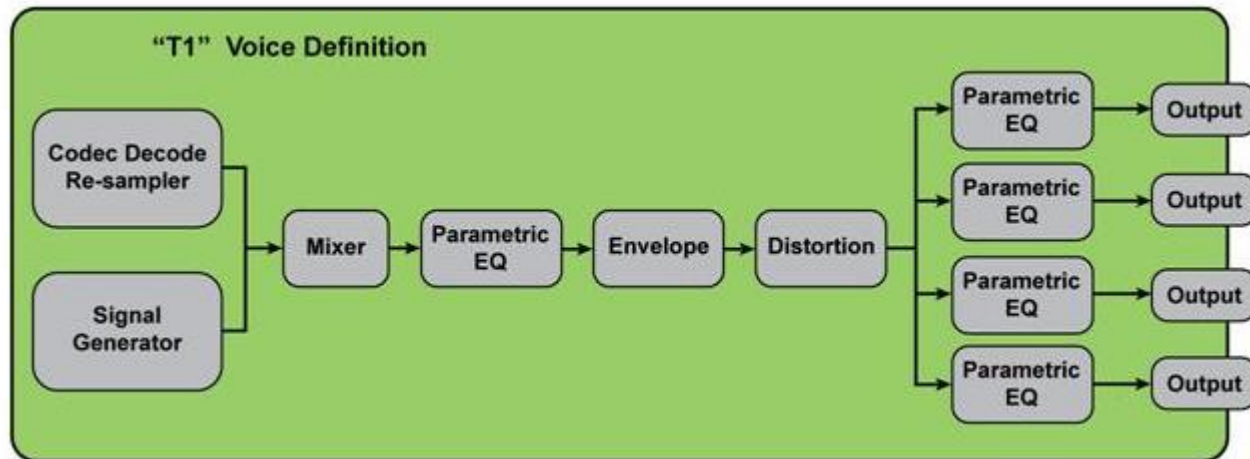 “T1” Voice Definition
Codec Decode
Re-sampler
Signal
Generator
Mixer
Parametric
EQ
Envelope
Distortion
Parametric
EQ
Output
Parametric
EQ
Output
Parametric
EQ
Output
Parametric
EQ
Output